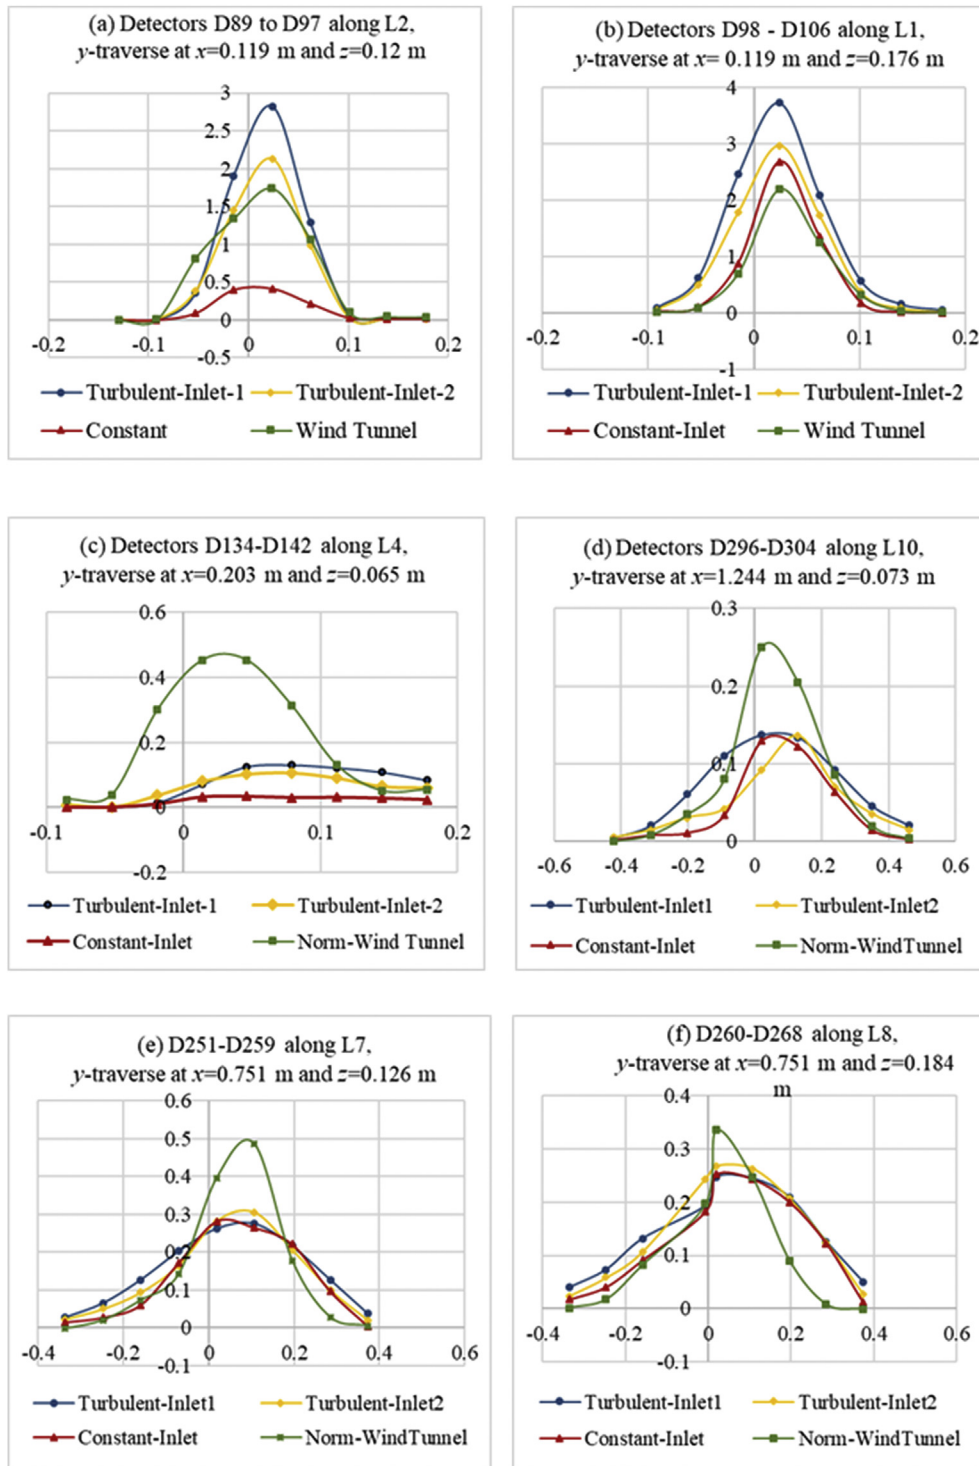 (a) Detectors D89 to D97 along L2,
y-traverse at x=0.119 m and z=0.12 m
3
2.5
2
1.5
1
0.5
0
-0.5
-0.2 -0.1 0 0.1 0.2
Turbulent-Inlet-1 Turbulent-Inlet-2
Constant Wind Tunnel
(b) Detectors D98 - D106 along L1,
y-traverse at x= 0.119 m and z=0.176 m
4
3
2
1
0
-1
-0.2 -0.1 0 0.1 0.2
Turbulent-Inlet-1 Turbulent-Inlet-2
Constant-Inlet Wind Tunnel
(c) Detectors D134-D142 along L4,
y-traverse at x=0.203 m and z=0.065 m
0.6
0.4
0.2
0
-0.2
-0.1 0 0.1 0.2
Turbulent-Inlet-1 Turbulent-Inlet-2
Constant-Inlet Norm-Wind Tunnel
(d) Detectors D296-D304 along L10,
y-traverse at x=1.244 m and z=0.073 m
0.3
0.2
0.1
0
-0.6 -0.4 -0.2 0 0.2 0.4 0.6
Turbulent-Inlet1 Turbulent-Inlet2
Constant-Inlet Norm-WindTunnel
(e) D251-D259 along L7,
y-traverse at x=0.751 m and z=0.126 m
0.6
0.5
0.4
0.3
0.2
0.1
0
-0.1
-0.4 -0.2 0 0.2 0.4 0.6
Turbulent-Inlet1 Turbulent-Inlet2
Constant-Inlet Norm-WindTunnel
(f) D260-D268 along L8,
y-traverse at x=0.751 m and z=0.184
m
0.4
0.3
0.2
0.1
0
-0.1
-0.4 -0.2 0 0.2 0.4 0.6
Turbulent-Inlet1 Turbulent-Inlet2
Constant-Inlet Norm-WindTunnel